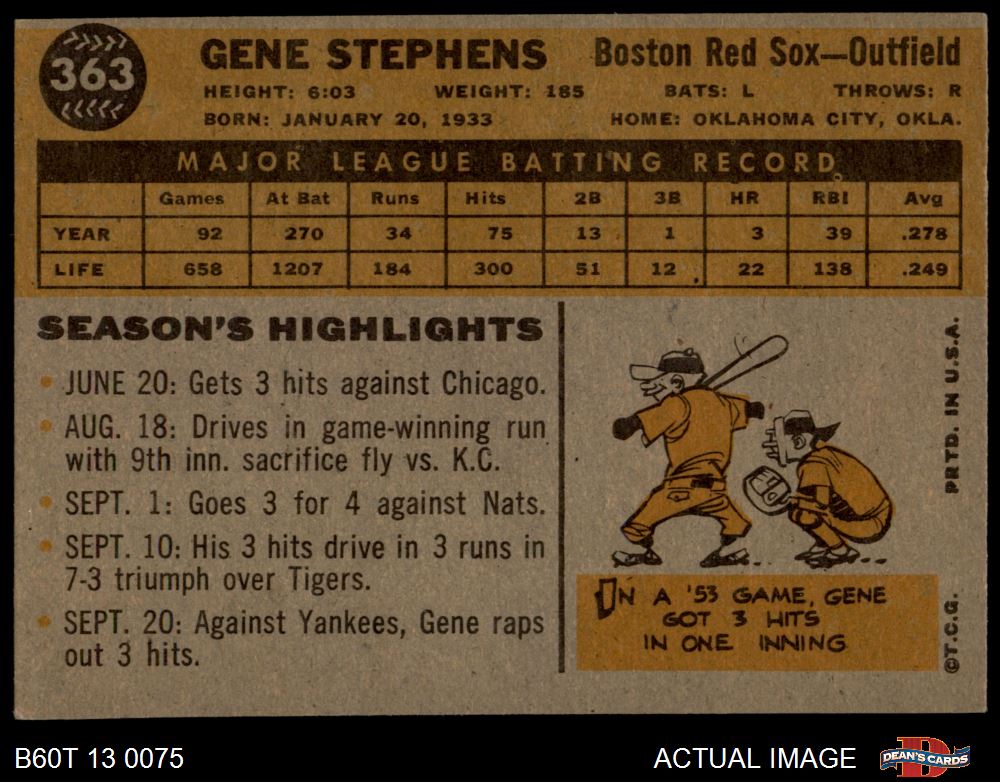 363
GENE STEPHENS Boston Red Sox—Outfield
HEIGHT: 6:03 WEIGHT: 185 BATS: L THROWS: R
BORN: JANUARY 20, 1933 HOME: OKLAHOMA CITY, OKLA.
MAJOR LEAGUE BATTING RECORD
Games At Bat Runs Hits 2B 3B HR RBI Avg
YEAR 92 270 34 75 13 1 3 39 .278
LIFE 658 1207 184 300 51 12 22 138 .249
SEASON'S HIGHLIGHTS
• JUNE 20: Gets 3 hits against Chicago.
• AUG. 18: Drives in game-winning run
with 9th inn. sacrifice fly vs. K.C.
• SEPT. 1: Goes 3 for 4 against Nats.
• SEPT. 10: His 3 hits drive in 3 runs in
7-3 triumph over Tigers.
• SEPT. 20: Against Yankees, Gene raps
out 3 hits.
IN A '53 GAME, GENE
GOT 3 HITS
IN ONE INNING
©T.C.G. PRTD. IN U.S.A.
B60T 13 0075 ACTUAL IMAGE DEAN'S CARDS